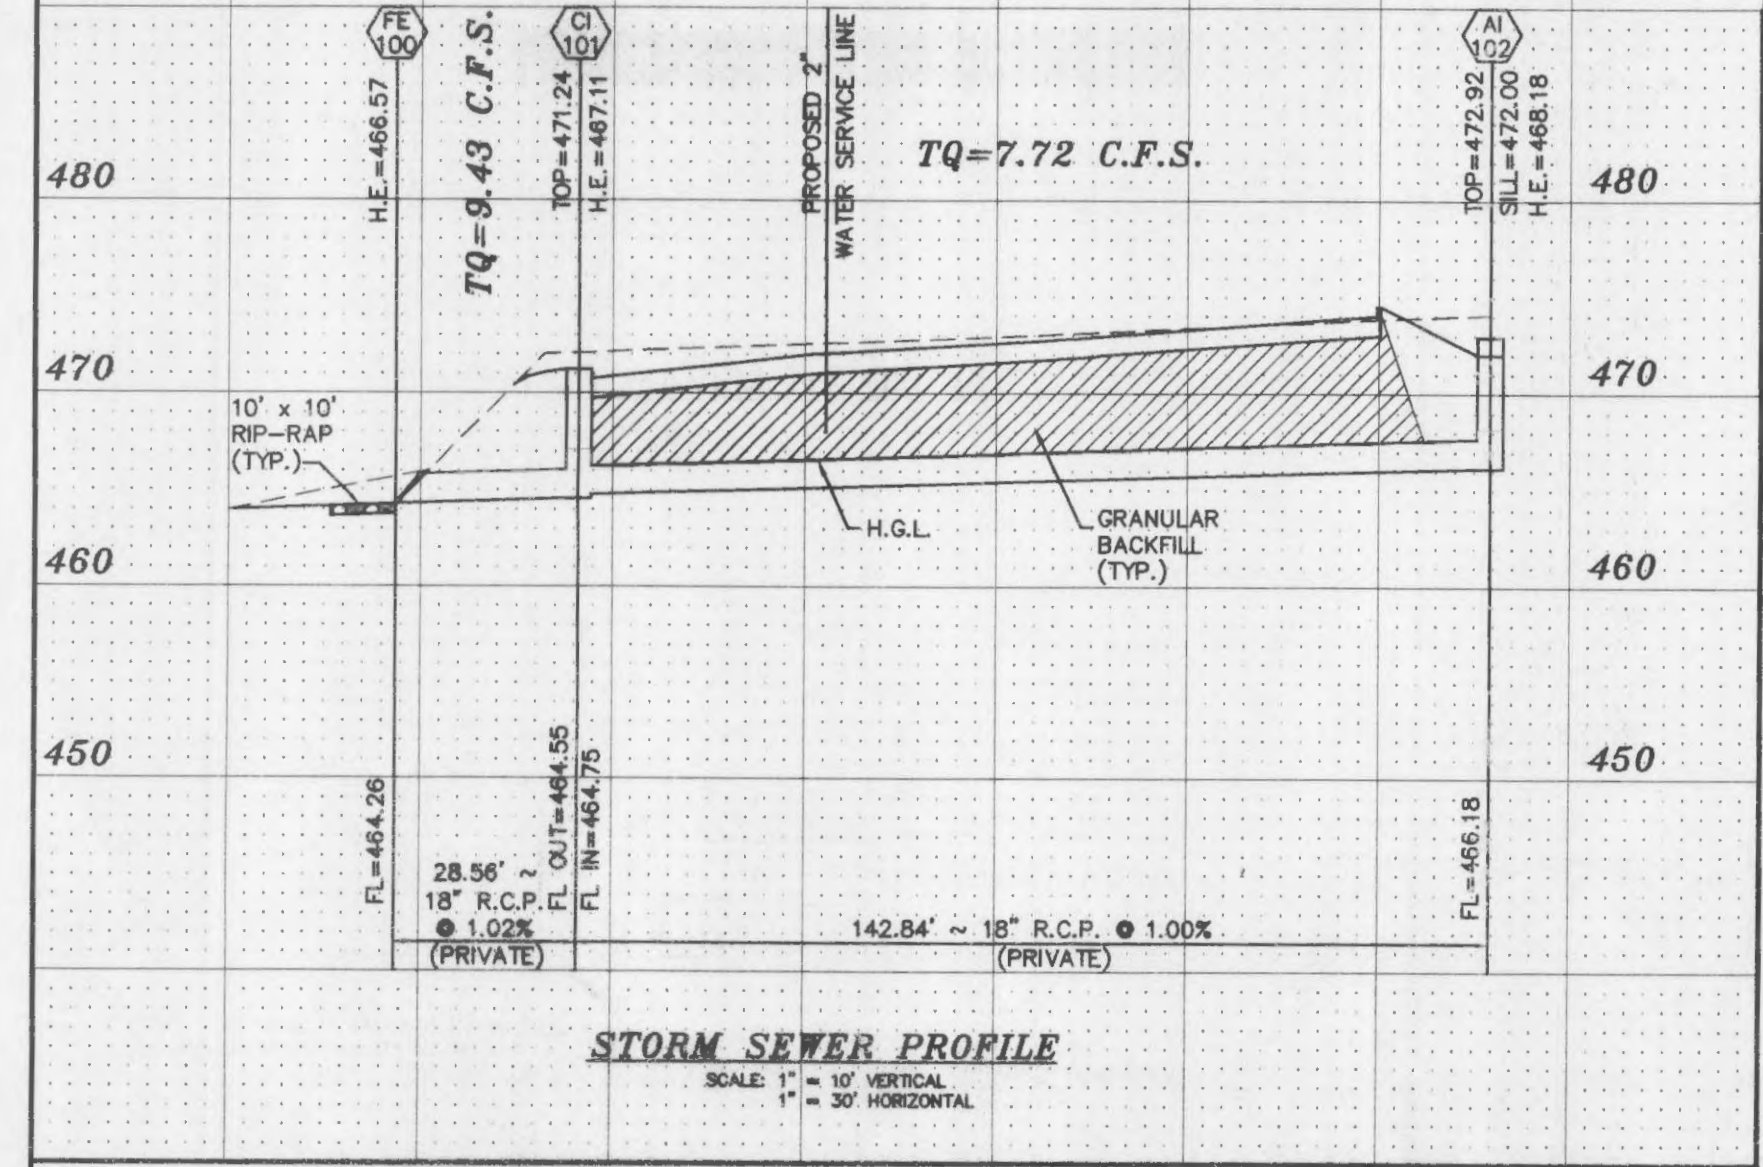 FE
100
CI
101
AI
102
H.E.=466.57
TQ=9.43 C.F.S.
TOP=471.24
H.E.=467.11
PROPOSED 2"
WATER SERVICE LINE
TQ=7.72 C.F.S.
TOP=472.92
SILL=472.00
H.E.=468.18
480
480
470
470
10' x 10'
RIP-RAP
(TYP.)
H.G.L.
GRANULAR
BACKFILL
(TYP.)
460
460
450
450
FL=464.26
FL OUT=464.55
FL IN=464.75
FL=466.18
28.56' ~
18" R.C.P.
@ 1.02%
(PRIVATE)
142.84' ~ 18" R.C.P. @ 1.00%
(PRIVATE)
STORM SEWER PROFILE
SCALE: 1" = 10' VERTICAL
1" = 30' HORIZONTAL